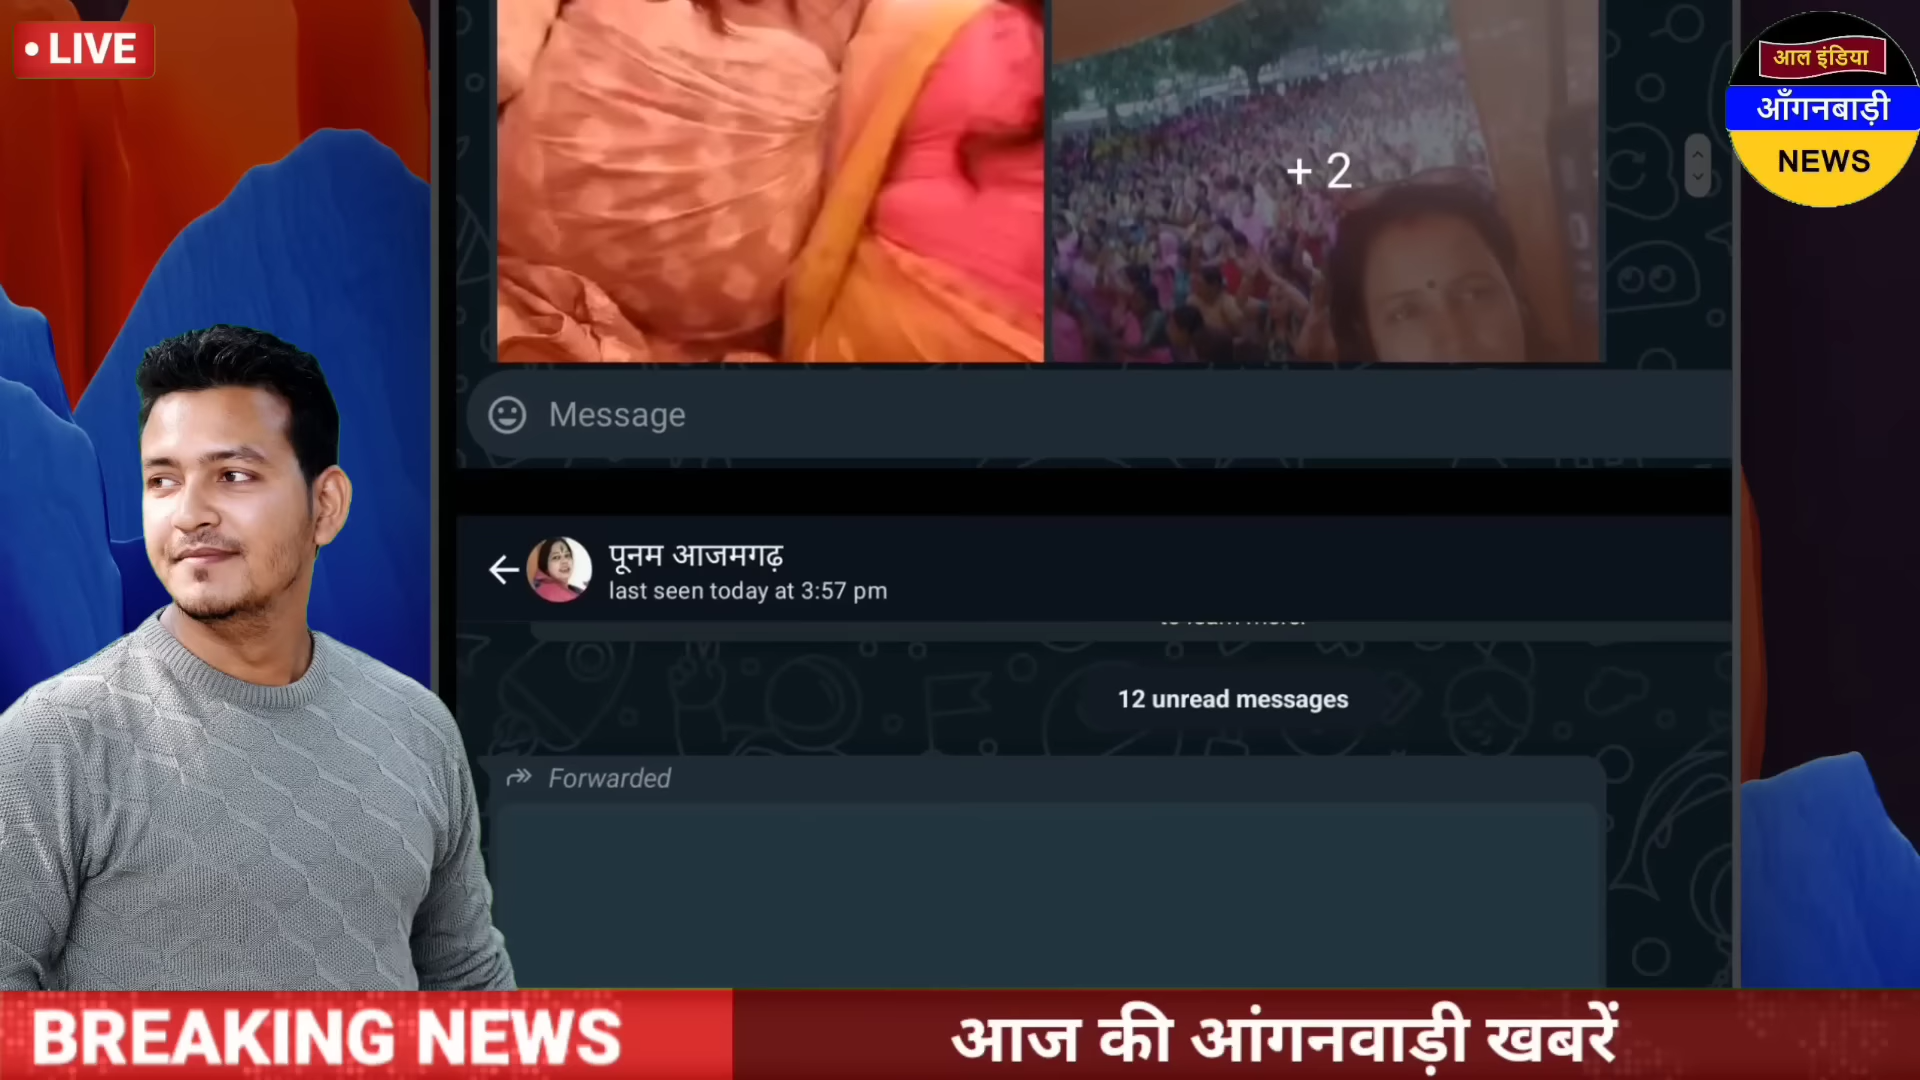 • LIVE
आल इंडिया
आँगनबाड़ी
NEWS
+ 2
Message
पूनम आजमगढ़
last seen today at 3:57 pm
12 unread messages
Forwarded
BREAKING NEWS
आज की आंगनवाड़ी खबरें